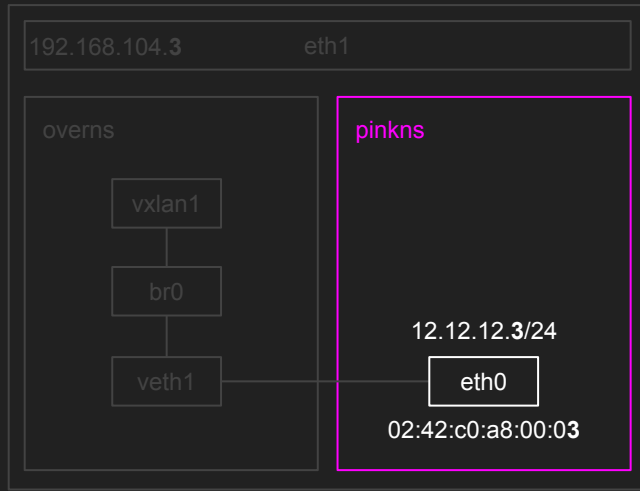 192.168.104.3 eth1
overns
pinkns
vxlan1
br0
12.12.12.3/24
veth1
eth0
02:42:c0:a8:00:03